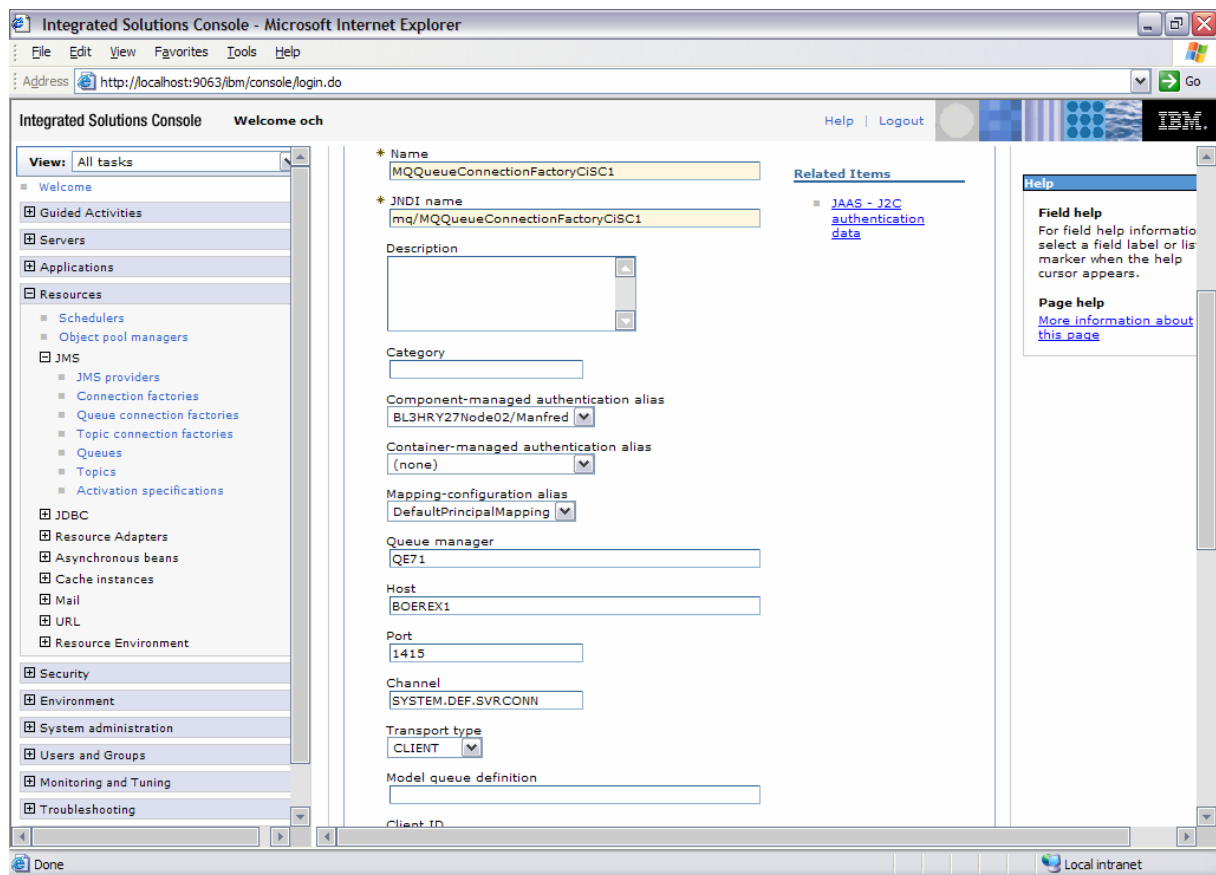 Integrated Solutions Console - Microsoft Internet Explorer
File Edit View Favorites Tools Help
Address http://localhost:9063/ibm/console/login.do Go
Integrated Solutions Console Welcome och Help | Logout IBM.
View: All tasks
Welcome
Guided Activities
Servers
Applications
Resources
Schedulers
Object pool managers
JMS
JMS providers
Connection factories
Queue connection factories
Topic connection factories
Queues
Topics
Activation specifications
JDBC
Resource Adapters
Asynchronous beans
Cache instances
Mail
URL
Resource Environment
Security
Environment
System administration
Users and Groups
Monitoring and Tuning
Troubleshooting
* Name
MQQueueConnectionFactoryCiSC1
* JNDI name
mq/MQQueueConnectionFactoryCiSC1
Description
Category
Component-managed authentication alias
BL3HRY27Node02/Manfred
Container-managed authentication alias
(none)
Mapping-configuration alias
DefaultPrincipalMapping
Queue manager
QE71
Host
BOEREX1
Port
1415
Channel
SYSTEM.DEF.SVRCONN
Transport type
CLIENT
Model queue definition
Client ID
Related Items
JAAS - J2C
authentication
data
Help
Field help
For field help informatio
select a field label or lis
marker when the help
cursor appears.
Page help
More information about
this page
Done
Local intranet